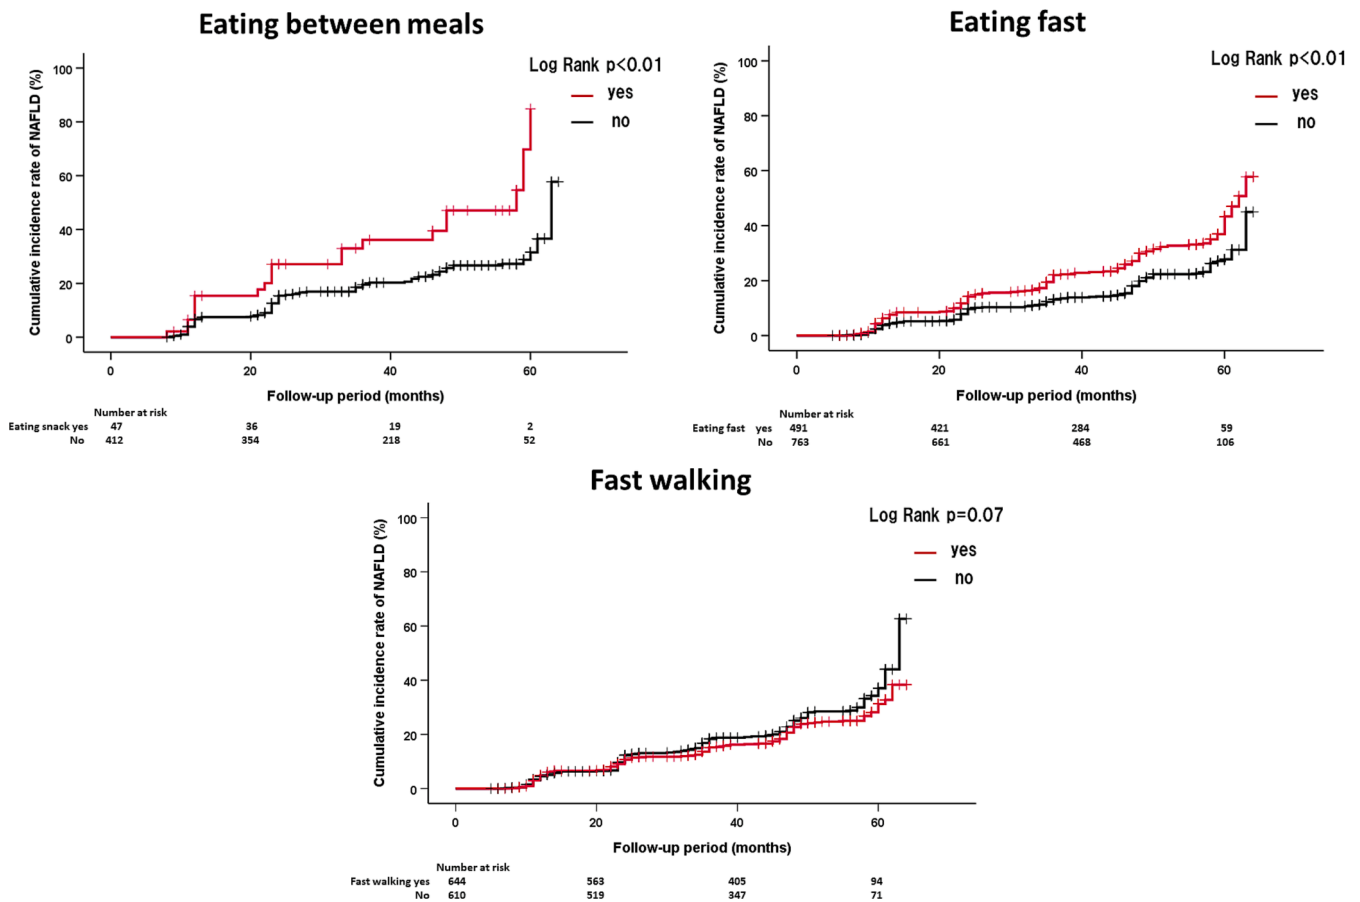 Eating between meals
Log Rank p<0.01
yes
no
Cumulative incidence rate of NAFLD (%)
100
80
60
40
20
0
0 20 40 60
Follow-up period (months)
Number at risk
Eating snack yes 47 36 19 2
No 412 354 218 52
Eating fast
Log Rank p<0.01
yes
no
Cumulative incidence rate of NAFLD (%)
100
80
60
40
20
0
0 20 40 60
Follow-up period (months)
Number at risk
Eating fast yes 491 421 284 59
No 763 661 468 106
Fast walking
Log Rank p=0.07
yes
no
Cumulative incidence rate of NAFLD (%)
100
80
60
40
20
0
0 20 40 60
Follow-up period (months)
Number at risk
Fast walking yes 644 563 405 94
No 610 519 347 71